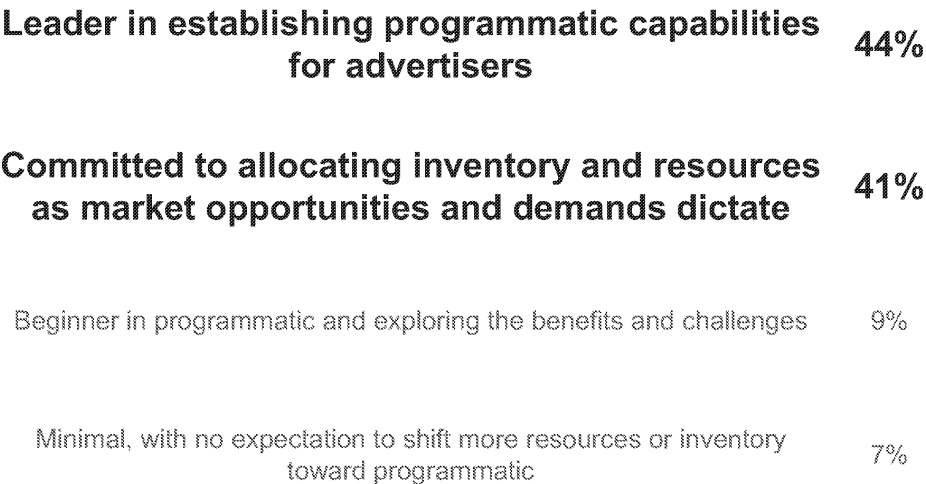 Leader in establishing programmatic capabilities
for advertisers
44%
Committed to allocating inventory and resources
as market opportunities and demands dictate
41%
Beginner in programmatic and exploring the benefits and challenges
9%
Minimal, with no expectation to shift more resources or inventory
toward programmatic
7%